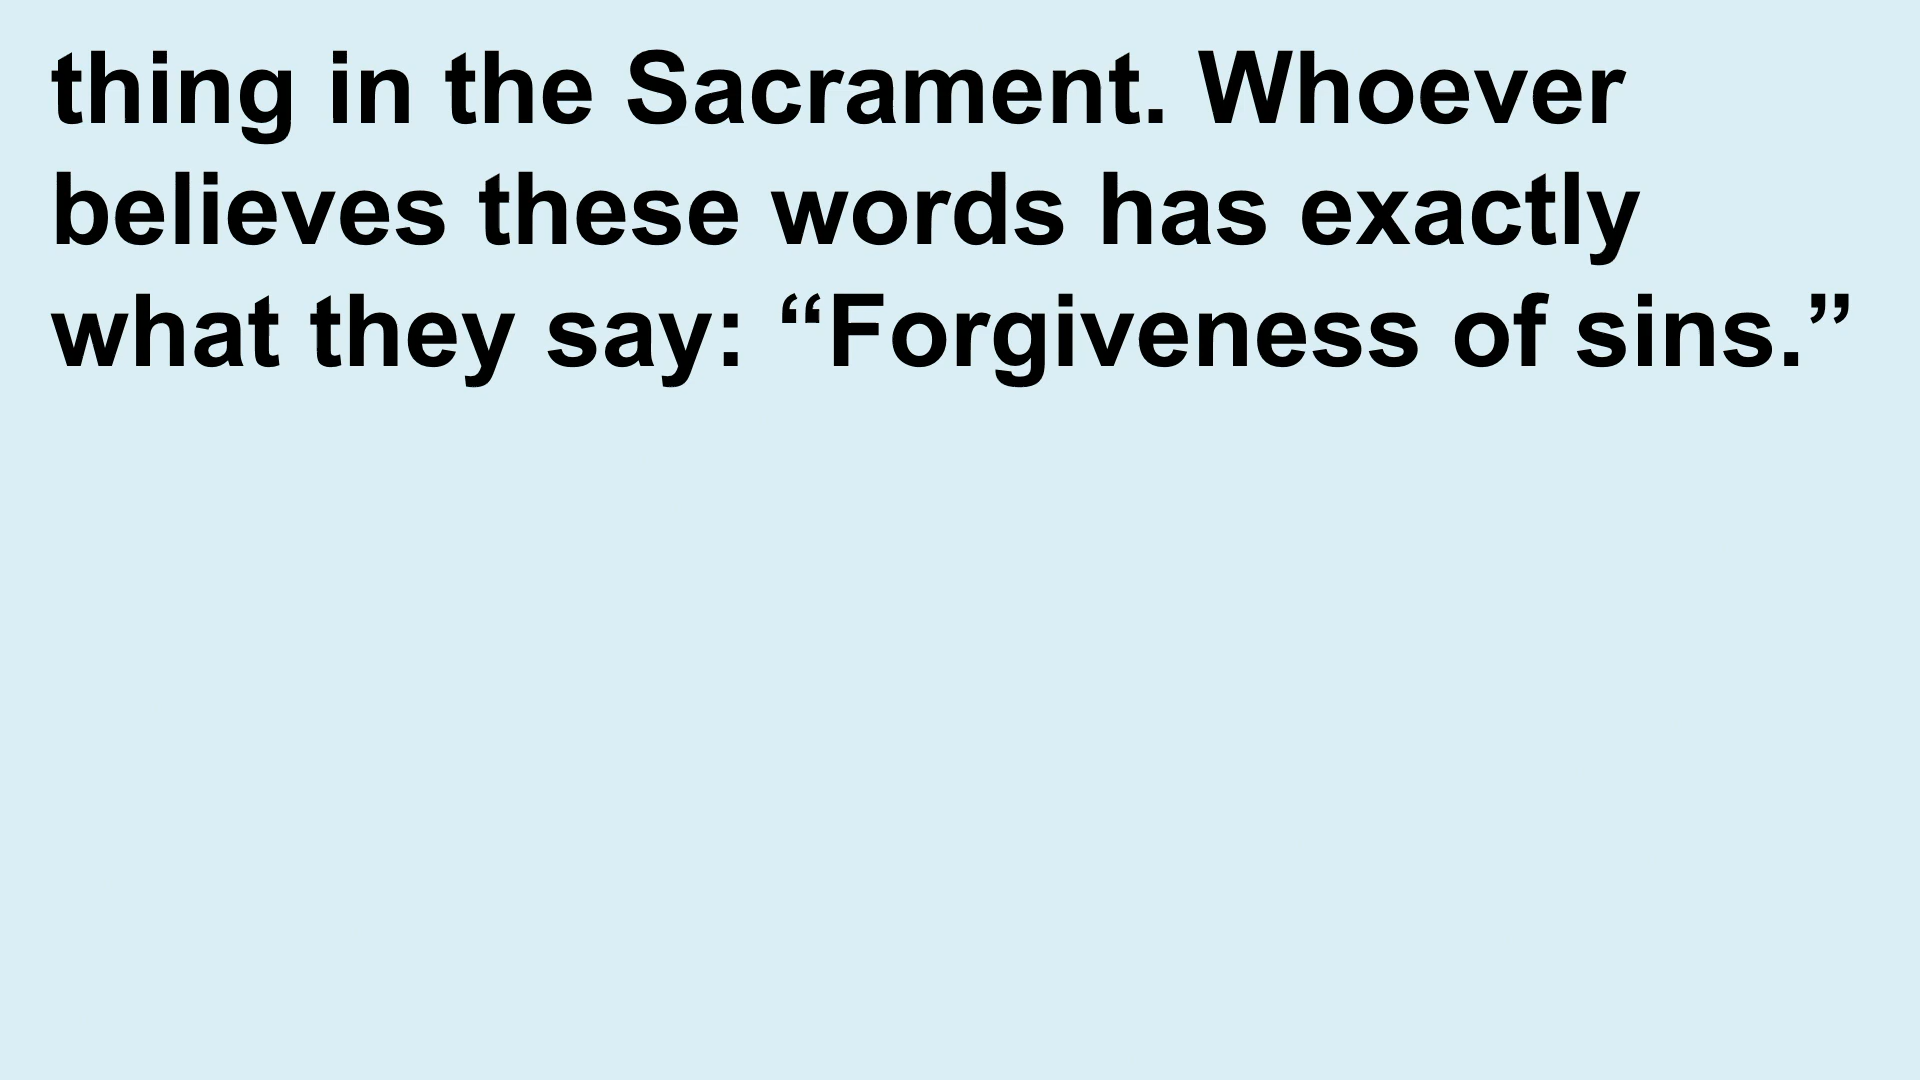 thing in the Sacrament. Whoever
believes these words has exactly
what they say: “Forgiveness of sins.”